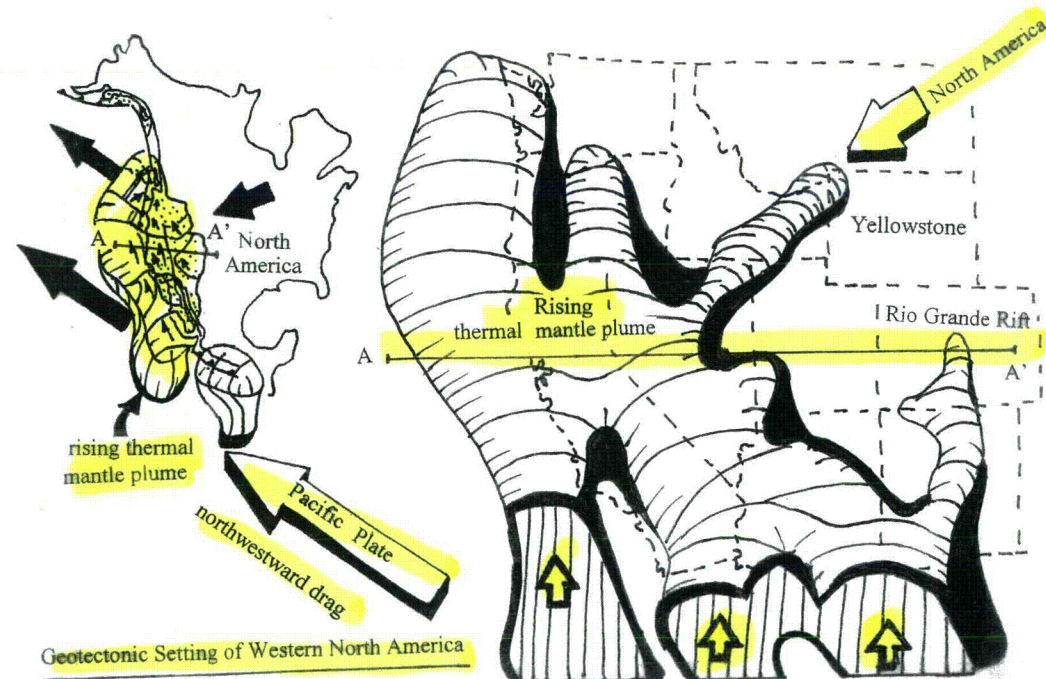 A
A'
North
America
rising thermal
mantle plume
Pacific Plate
northwestward drag
Geotectonic Setting of Western North America
North America
Yellowstone
Rising
thermal mantle plume
Rio Grande Rift
A
A'